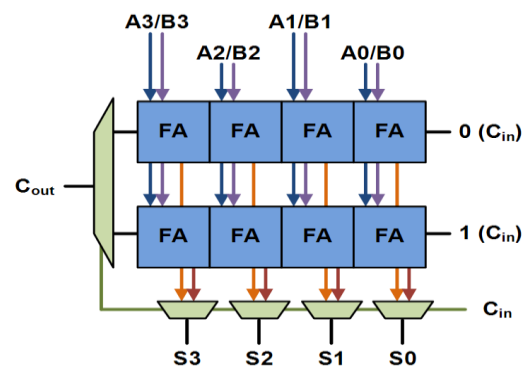 A3/B3 A1/B1
A2/B2 A0/B0
FA FA FA FA 0 (Cin)
Cout
FA FA FA FA 1 (Cin)
Cin
S3 S2 S1 S0